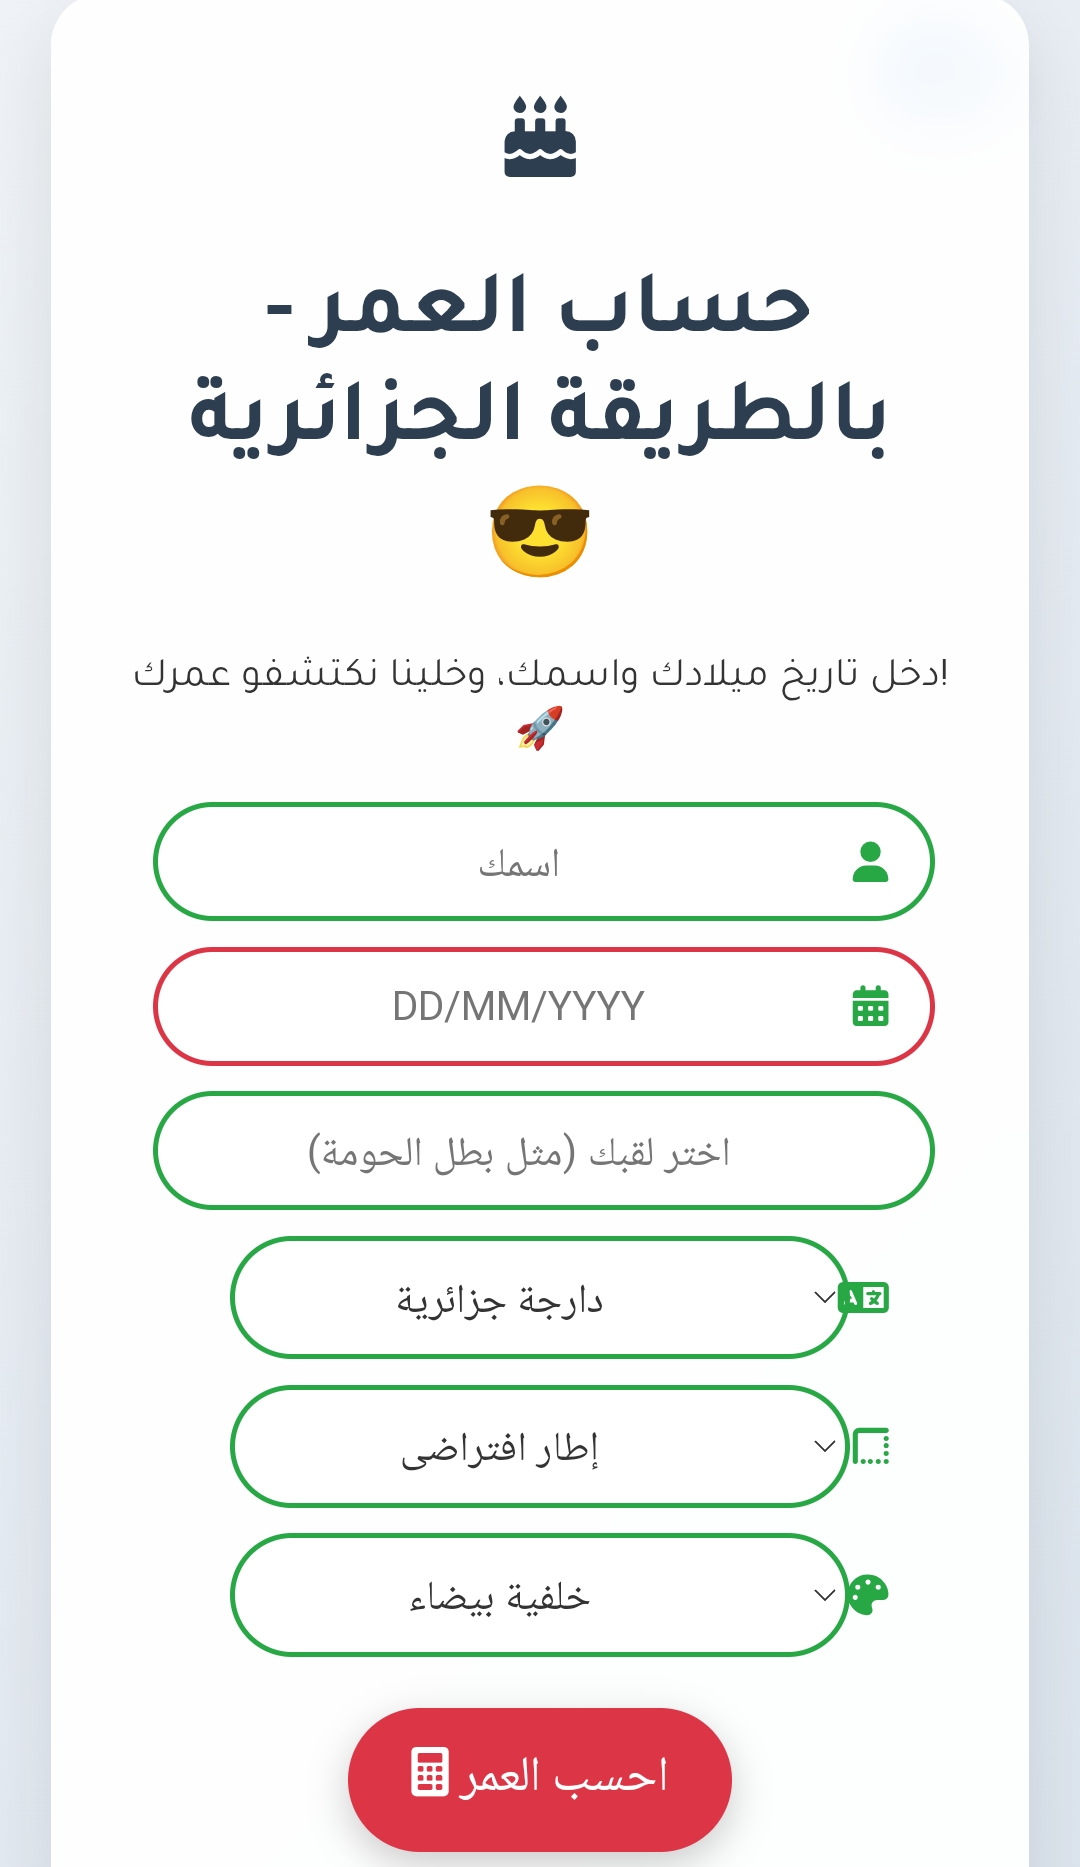 حساب العمر -
بالطريقة الجزائرية
😎
دخل تاريخ ميلادك واسمك، وخلينا نكتشفو عمرك!
🚀
اسمك
DD/MM/YYYY
اختر لقبك (مثل بطل الحومة)
دارجة جزائرية
إطار افتراضي
خلفية بيضاء
احسب العمر